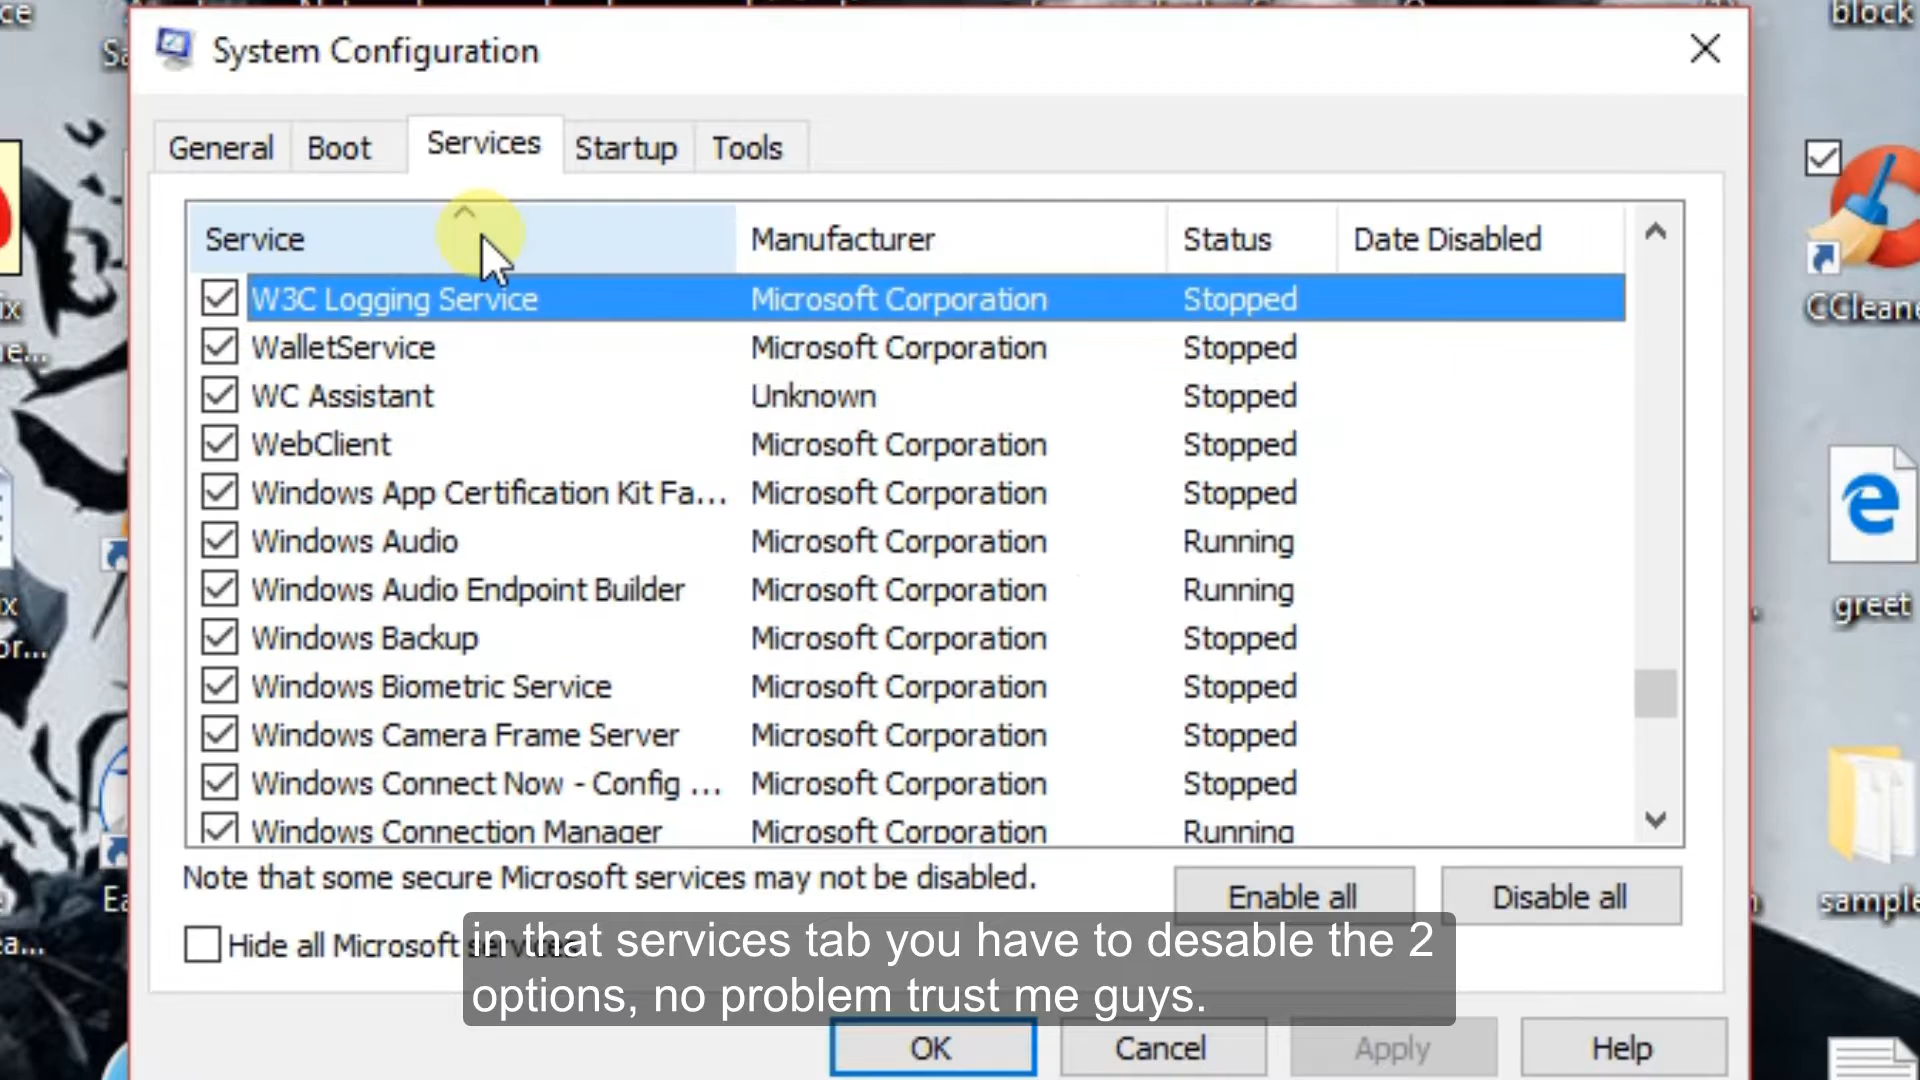 block
System Configuration
General Boot Services Startup Tools
Service Manufacturer Status Date Disabled
W3C Logging Service Microsoft Corporation Stopped
WalletService Microsoft Corporation Stopped
WC Assistant Unknown Stopped
WebClient Microsoft Corporation Stopped
Windows App Certification Kit Fa... Microsoft Corporation Stopped
Windows Audio Microsoft Corporation Running
Windows Audio Endpoint Builder Microsoft Corporation Running
Windows Backup Microsoft Corporation Stopped
Windows Biometric Service Microsoft Corporation Stopped
Windows Camera Frame Server Microsoft Corporation Stopped
Windows Connect Now - Config ... Microsoft Corporation Stopped
Windows Connection Manager Microsoft Corporation Running
Note that some secure Microsoft services may not be disabled.
Enable all Disable all
Hide all Microsoft services
in that services tab you have to desable the 2
options, no problem trust me guys.
OK Cancel Apply Help
CCleane
greet
sample